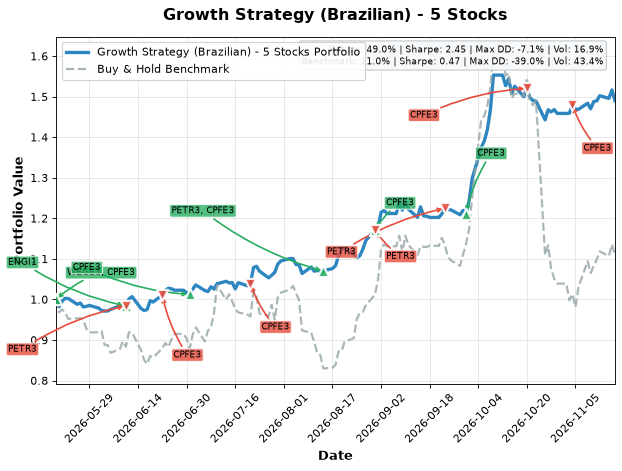 Growth Strategy (Brazilian) - 5 Stocks
Growth Strategy (Brazilian) - 5 Stocks Portfolio
Buy & Hold Benchmark
49.0% | Sharpe: 2.45 | Max DD: -7.1% | Vol: 16.9%
Benchmark: 11.0% | Sharpe: 0.47 | Max DD: -39.0% | Vol: 43.4%
Portfolio Value
1.6
1.5
1.4
1.3
1.2
1.1
1.0
0.9
0.8
CPFE3
CPFE3
CPFE3
PETR3, CPFE3
CPFE3
PETR3
PETR3
ENGI1
CPFE3
CPFE3
PETR3
CPFE3
CPFE3
2026-05-29
2026-06-14
2026-06-30
2026-07-16
2026-08-01
2026-08-17
2026-09-02
2026-09-18
2026-10-04
2026-10-20
2026-11-05
Date